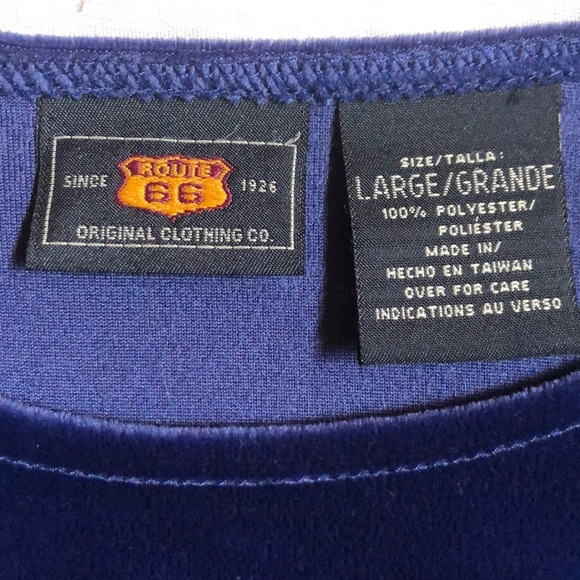 ROUTE
66
SINCE 1926
ORIGINAL CLOTHING CO.
SIZE/TALLA:
LARGE/GRANDE
100% POLYESTER/
POLIESTER
MADE IN/
HECHO EN TAIWAN
OVER FOR CARE
INDICATIONS AU VERSO